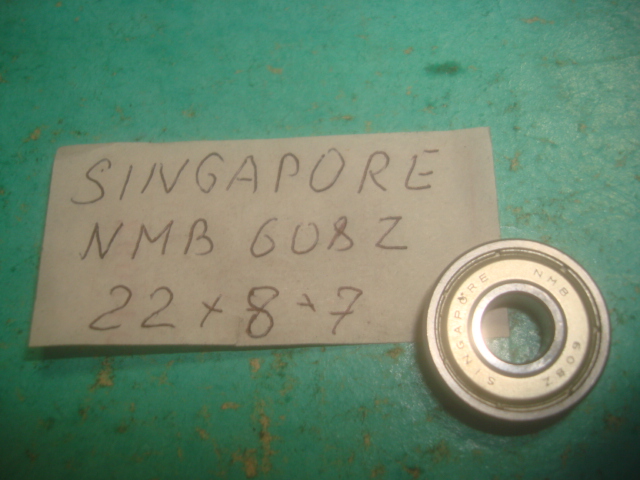 SINGAPORE
NMB 608Z
22 x 8 x 7
SINGAPORE NMB 608Z